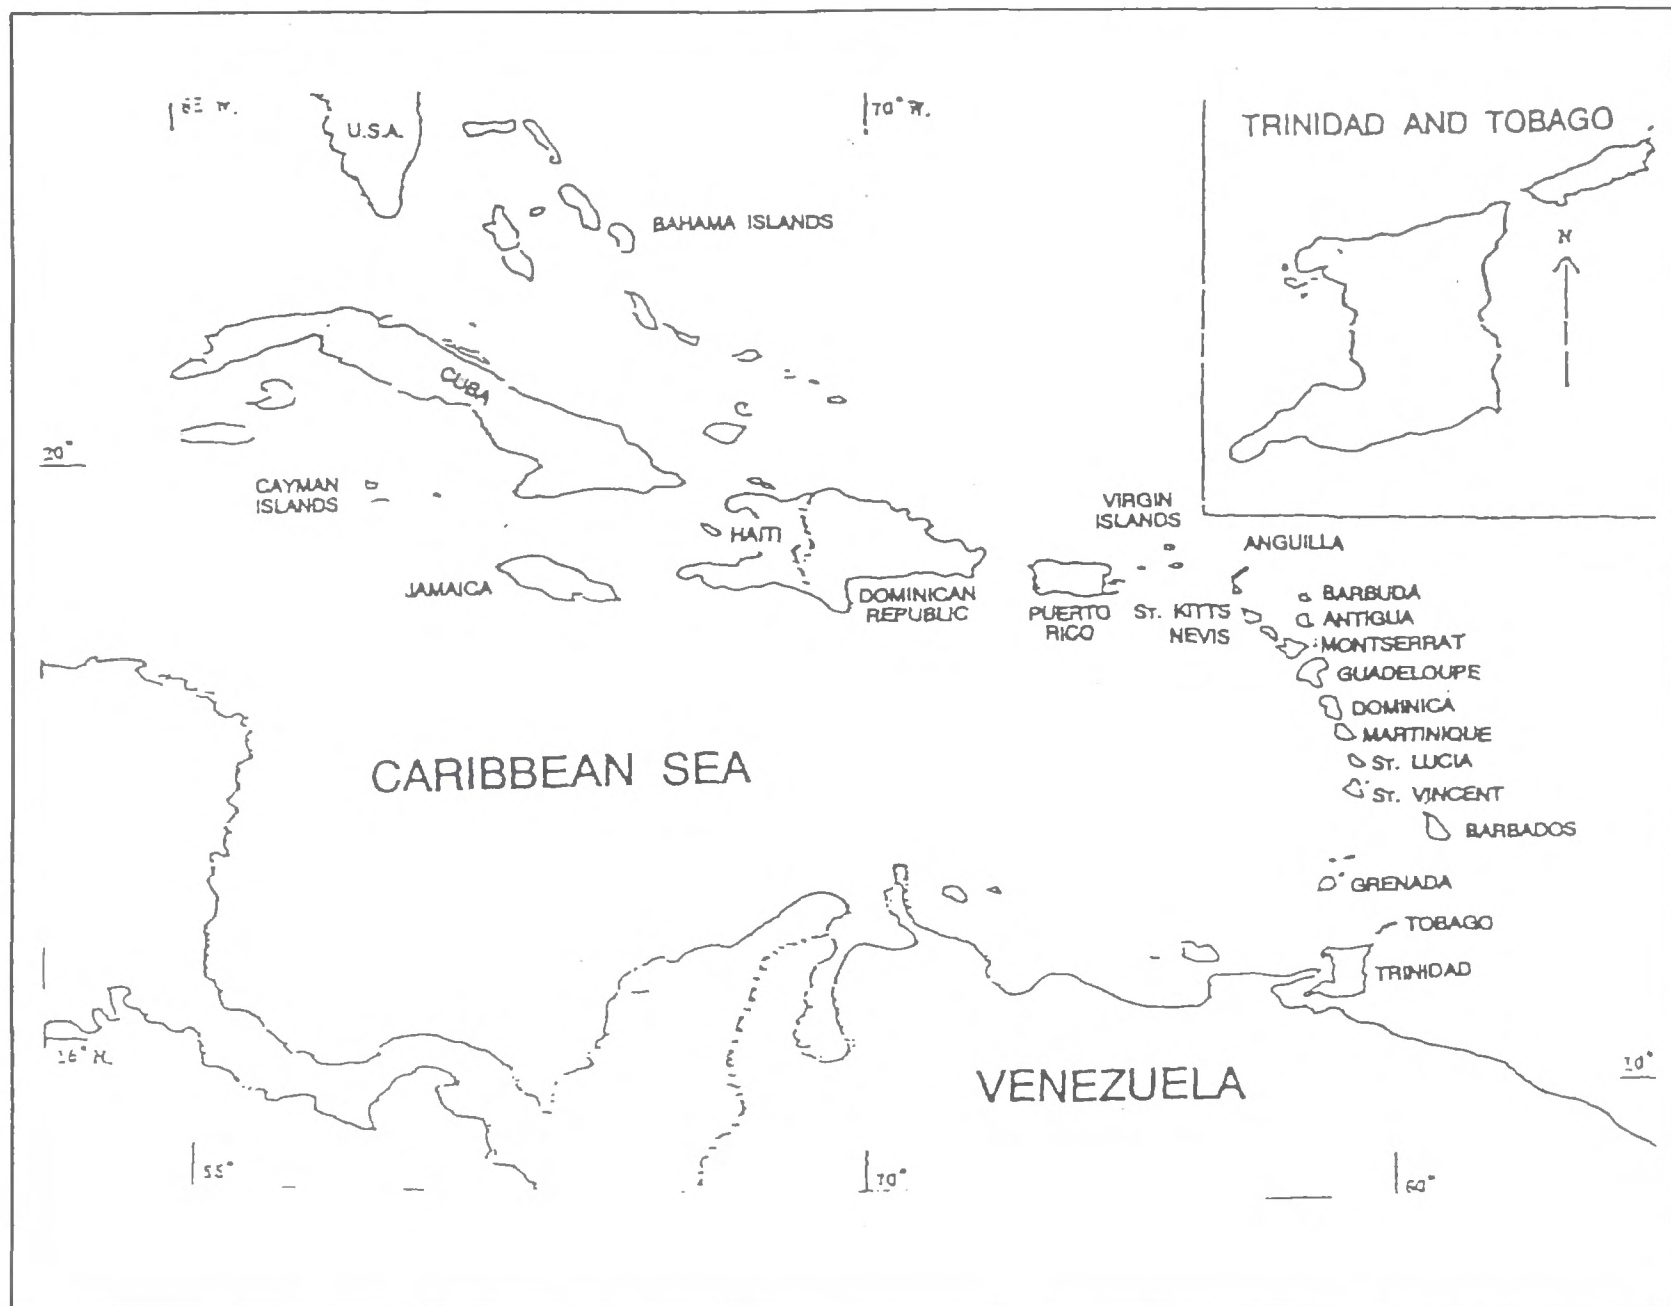 U.S.A.
70° W.
TRINIDAD AND TOBAGO
BAHAMA ISLANDS
N
CUBA
20°
CAYMAN
ISLANDS
VIRGIN
ISLANDS
HAITI
ANGUILLA
JAMAICA
DOMINICAN
REPUBLIC
PUERTO
RICO
ST. KITTS
NEVIS
BARBUDA
ANTIGUA
MONTSERRAT
GUADELOUPE
DOMINICA
MARTINIQUE
CARIBBEAN SEA
ST. LUCIA
ST. VINCENT
BARBADOS
GRENADA
TOBAGO
TRINIDAD
10°
VENEZUELA
70°
60°